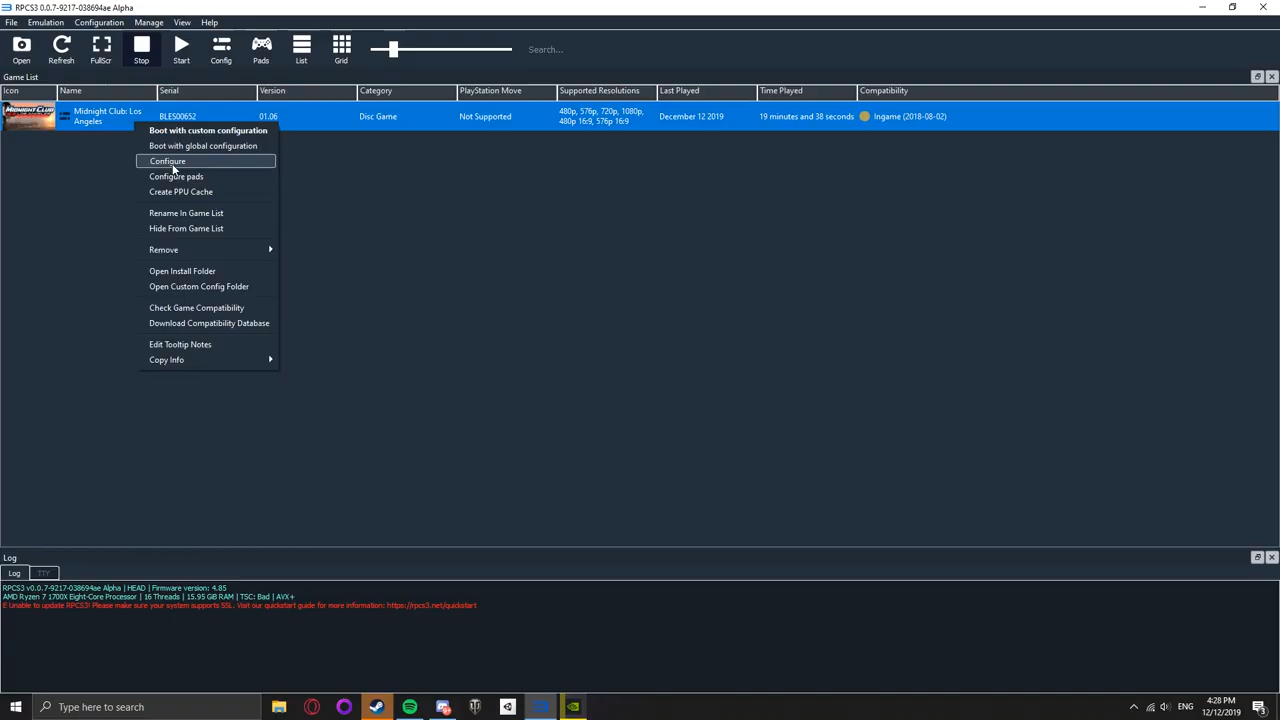 RPCS3 0.0.7-9217-038694ae Alpha
File Emulation Configuration Manage View Help
Open Refresh FullScr Stop Start Config Pads List Grid Search...
Game List
Icon Name Serial Version Category PlayStation Move Supported Resolutions Last Played Time Played Compatibility
MIDNIGHT CLUB
Midnight Club: Los
Angeles
BLES00652 01.06 Disc Game Not Supported
480p, 576p, 720p, 1080p,
480p 16:9, 576p 16:9
December 12 2019 19 minutes and 38 seconds Ingame (2018-08-02)
Boot with custom configuration
Boot with global configuration
Configure
Configure pads
Create PPU Cache
Rename In Game List
Hide From Game List
Remove
Open Install Folder
Open Custom Config Folder
Check Game Compatibility
Download Compatibility Database
Edit Tooltip Notes
Copy Info
Log
Log TTY
RPCS3 v0.0.7-9217-038694ae Alpha | HEAD | Firmware version: 4.85
AMD Ryzen 7 1700X Eight-Core Processor | 16 Threads | 15.95 GiB RAM | TSC: Bad | AVX+
E Unable to update RPCS3! Please make sure your system supports SSL. Visit our quickstart guide for more information: https://rpcs3.net/quickstart
Type here to search
ENG
4:28 PM
12/12/2019